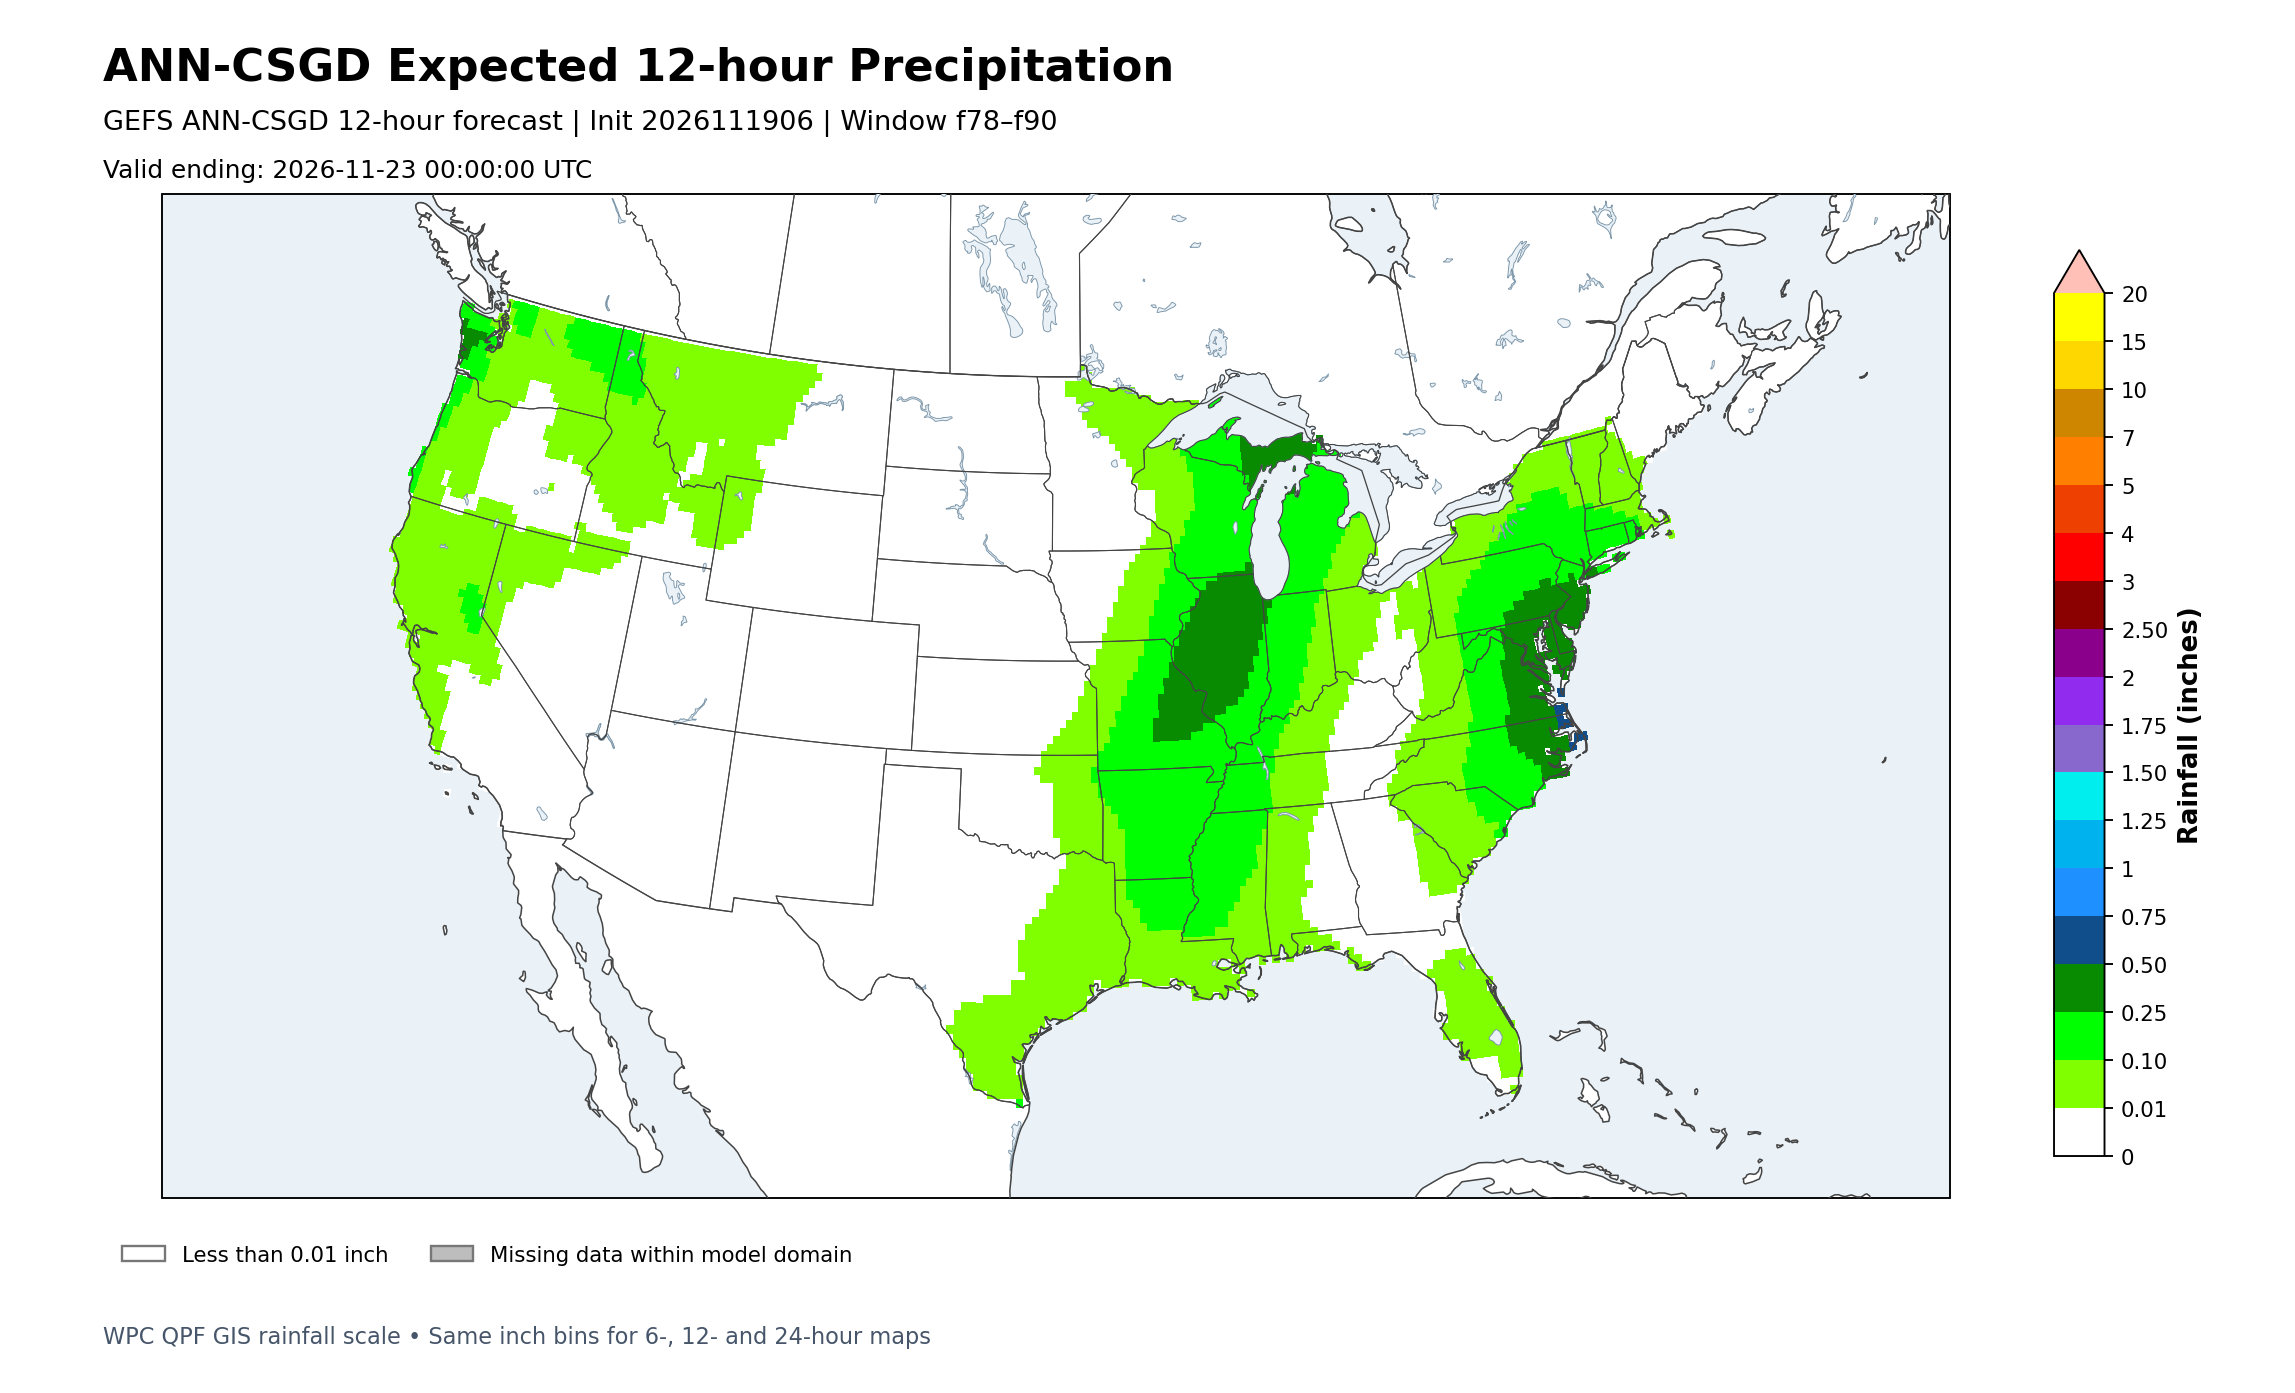 ANN-CSGD Expected 12-hour Precipitation
GEFS ANN-CSGD 12-hour forecast | Init 2026111906 | Window f78–f90
Valid ending: 2026-11-23 00:00:00 UTC
20
15
10
7
5
4
3
2.50
2
1.75
1.50
1.25
1
0.75
0.50
0.25
0.10
0.01
0
Rainfall (inches)
Less than 0.01 inch
Missing data within model domain
WPC QPF GIS rainfall scale • Same inch bins for 6-, 12- and 24-hour maps